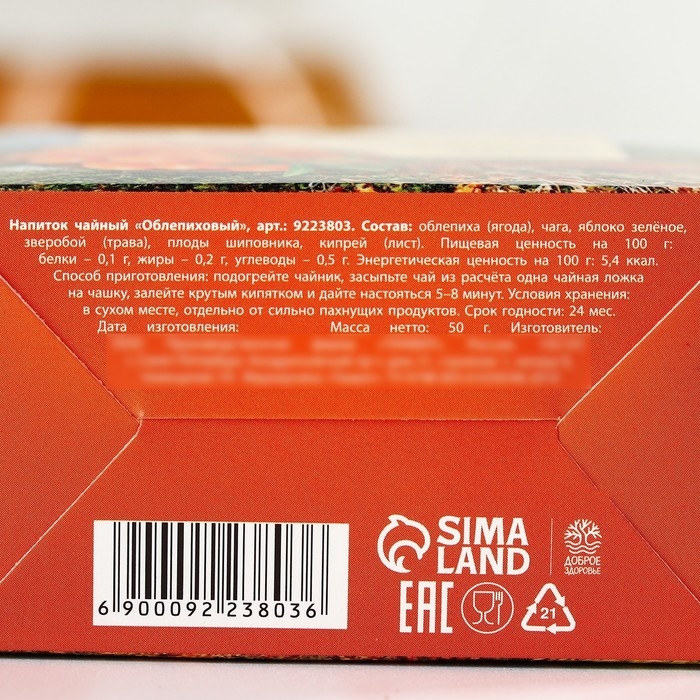 Напиток чайный «Облепиховый», арт.: 9223803. Состав: облепиха (ягода), чага, яблоко зелёное,
зверобой (трава), плоды шиповника, кипрей (лист). Пищевая ценность на 100 г:
белки – 0,1 г, жиры – 0,2 г, углеводы – 0,5 г. Энергетическая ценность на 100 г: 5,4 ккал.
Способ приготовления: подогрейте чайник, засыпьте чай из расчёта одна чайная ложка
на чашку, залейте крутым кипятком и дайте настояться 5–8 минут. Условия хранения:
в сухом месте, отдельно от сильно пахнущих продуктов. Срок годности: 24 мес.
Дата изготовления: Масса нетто: 50 г. Изготовитель:
6 900092 238036
SIMA
LAND
ДОБРОЕ
ЗДОРОВЬЕ
EAC
21